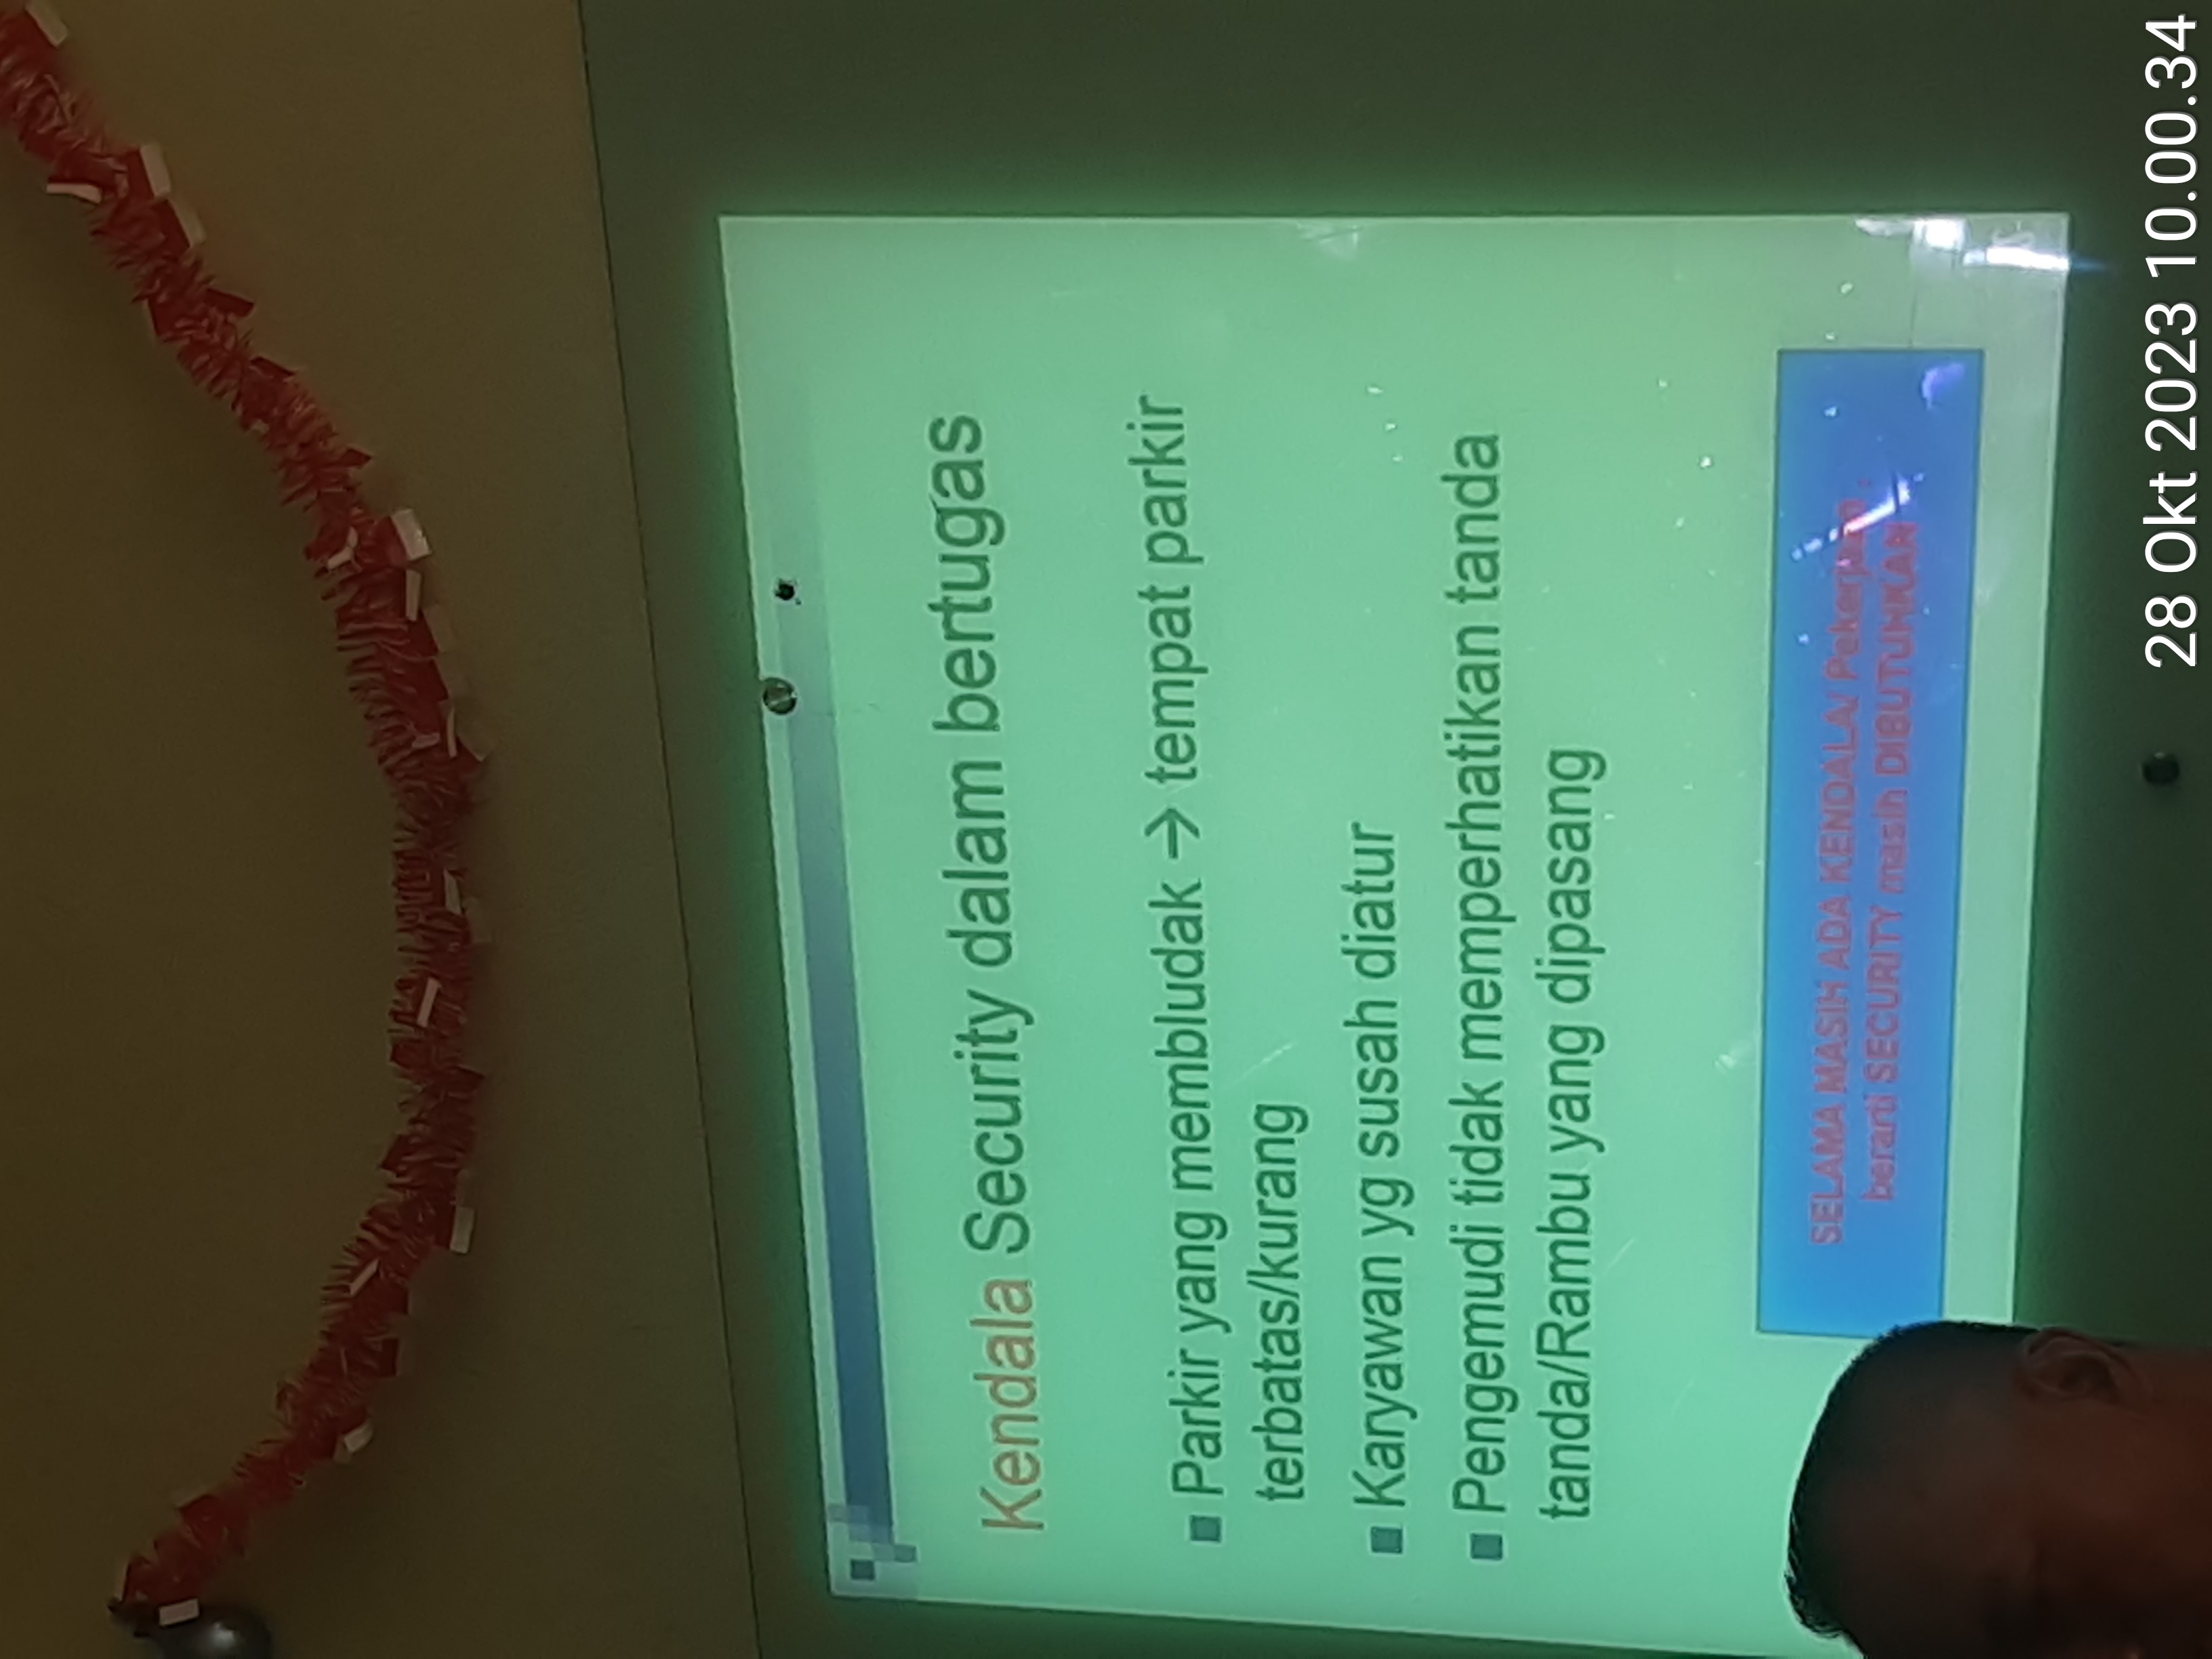 Kendala Security dalam bertugas
Parkir yang membludak → tempat parkir
terbatas/kurang
Karyawan yg susah diatur
Pengemudi tidak memperhatikan tanda
tanda/Rambu yang dipasang
SELAMA MASIH ADA KENDALA/ Pekerjaan ,
berarti SECURITY masih DIBUTUHKAN
28 Okt 2023 10.00.34